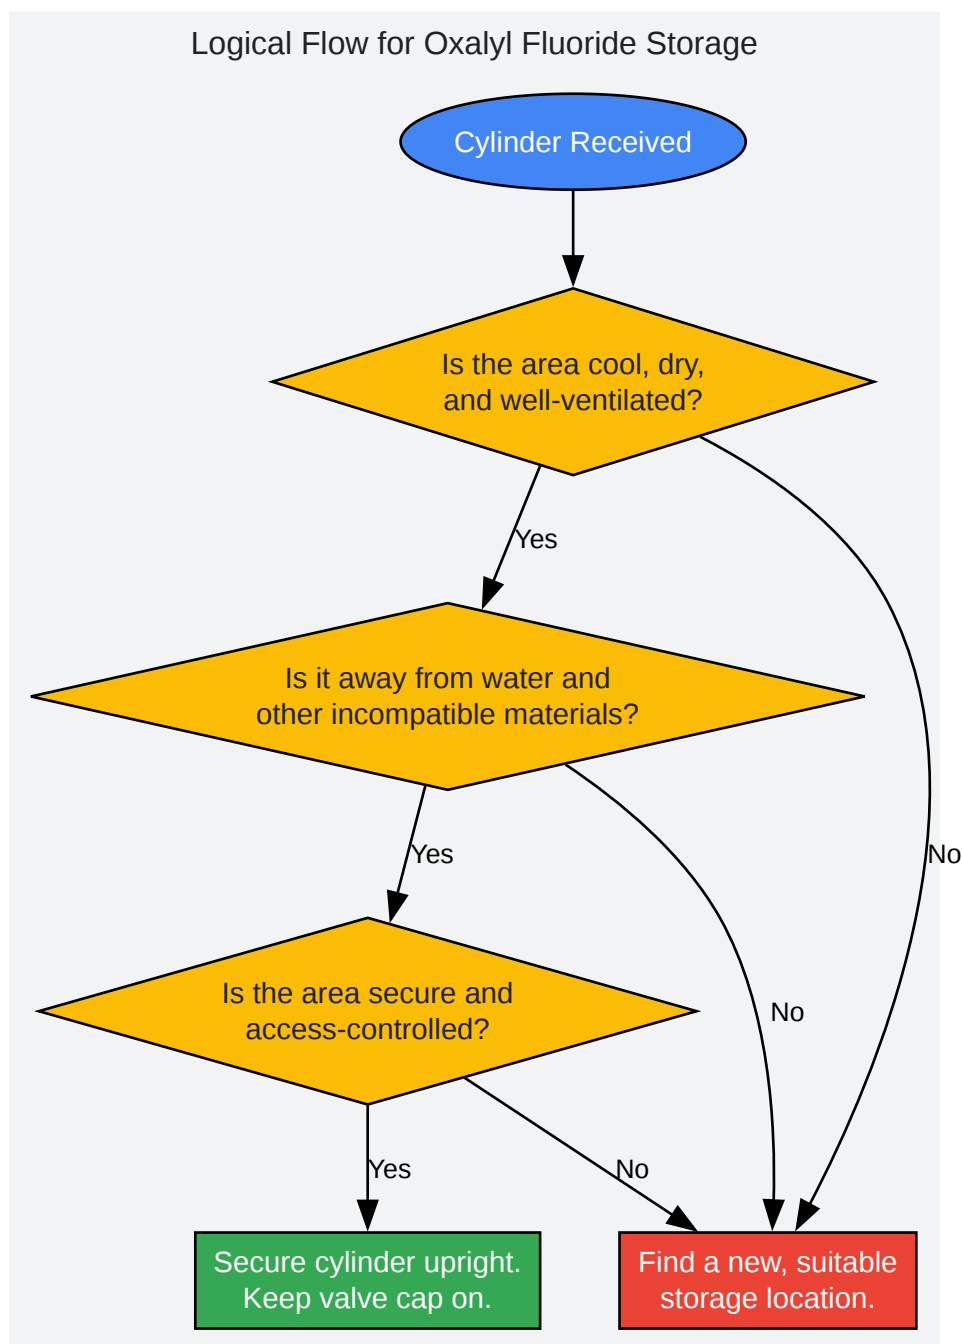 Logical Flow for Oxalyl Fluoride Storage
Cylinder Received
Is the area cool, dry,
and well-ventilated?
Yes
Is it away from water and
other incompatible materials?
Yes
No
Is the area secure and
access-controlled?
No
Yes
No
Secure cylinder upright.
Keep valve cap on.
Find a new, suitable
storage location.